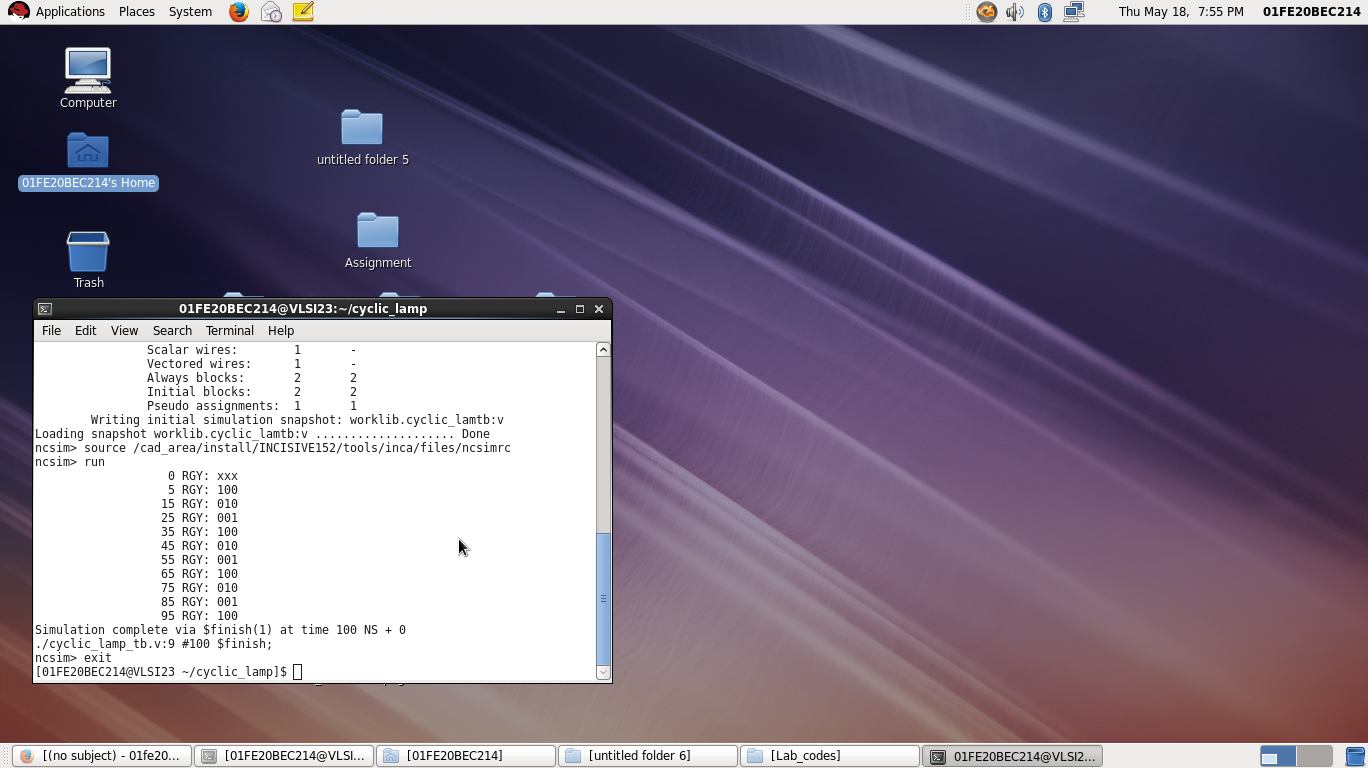 Applications Places System Thu May 18, 7:55 PM 01FE20BEC214
Computer
01FE20BEC214's Home
Trash
untitled folder 5
Assignment
01FE20BEC214@VLSI23:~/cyclic_lamp
File Edit View Search Terminal Help
Scalar wires: 1 -
Vectored wires: 1 -
Always blocks: 2 2
Initial blocks: 2 2
Pseudo assignments: 1 1
Writing initial simulation snapshot: worklib.cyclic_lamtb:v
Loading snapshot worklib.cyclic_lamtb:v .................... Done
ncsim> source /cad_area/install/INCISIVE152/tools/inca/files/ncsimrc
ncsim> run
0 RGY: xxx
5 RGY: 100
15 RGY: 010
25 RGY: 001
35 RGY: 100
45 RGY: 010
55 RGY: 001
65 RGY: 100
75 RGY: 010
85 RGY: 001
95 RGY: 100
Simulation complete via $finish(1) at time 100 NS + 0
./cyclic_lamp_tb.v:9 #100 $finish;
ncsim> exit
[01FE20BEC214@VLSI23 ~/cyclic_lamp]$
[(no subject) - 01fe20... [01FE20BEC214@VLSI... [01FE20BEC214] [untitled folder 6] [Lab_codes] 01FE20BEC214@VLSI2...